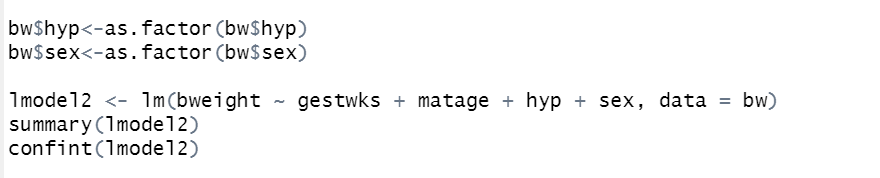 bw$hyp<-as.factor(bw$hyp)
bw$sex<-as.factor(bw$sex)
lmodel2 <- lm(bweight ~ gestwks + matage + hyp + sex, data = bw)
summary(lmodel2)
confint(lmodel2)